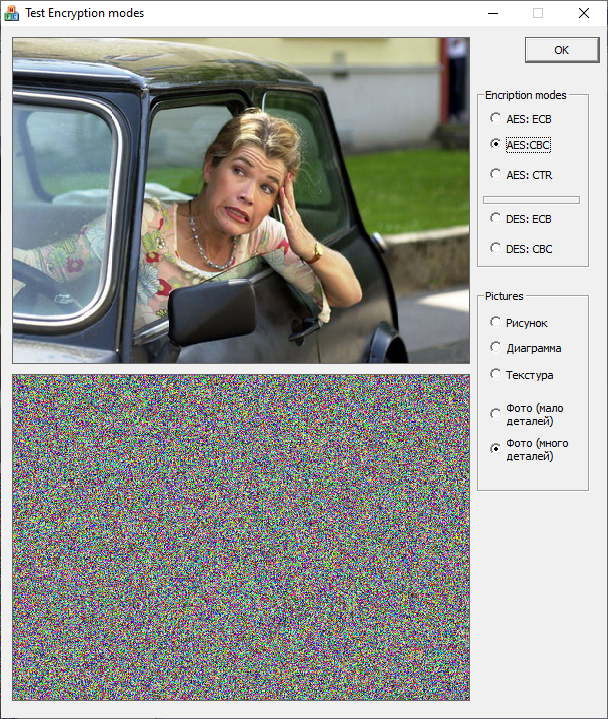 Test Encryption modes
OK
Encription modes
AES: ECB
AES:CBC
AES: CTR
DES: ECB
DES: CBC
Pictures
Рисунок
Диаграмма
Текстура
Фото (мало
деталей)
Фото (много
деталей)